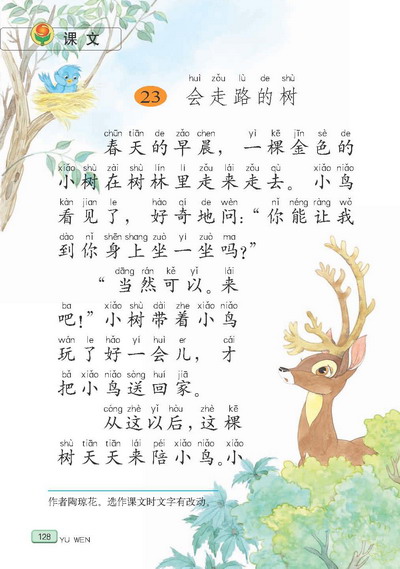 课文
huì zǒu lù de shù
23 会走路的树
chūn tiān de zǎo chen yì kē jīn sè de
春天的早晨，一棵金色的
xiǎo shù zài shù lín lǐ zǒu lái zǒu qù xiǎo niǎo
小树在树林里走来走去。小鸟
kàn jiàn le hào qí de wèn nǐ néng ràng wǒ
看见了，好奇地问：“你能让我
dào nǐ shēn shang zuò yí zuò ma
到你身上坐一坐吗？”
dāng rán kě yǐ lái
“当然可以。来
ba xiǎo shù dài zhe xiǎo niǎo
吧！”小树带着小鸟
wán le hǎo yí huì er cái
玩了好一会儿，才
bǎ xiǎo niǎo sòng huí jiā
把小鸟送回家。
cóng zhè yǐ hòu zhè kē
从这以后，这棵
shù tiān tiān lái péi xiǎo niǎo xiǎo
树天天来陪小鸟。小
作者陶琼花。选作课文时文字有改动。
128 YU WEN